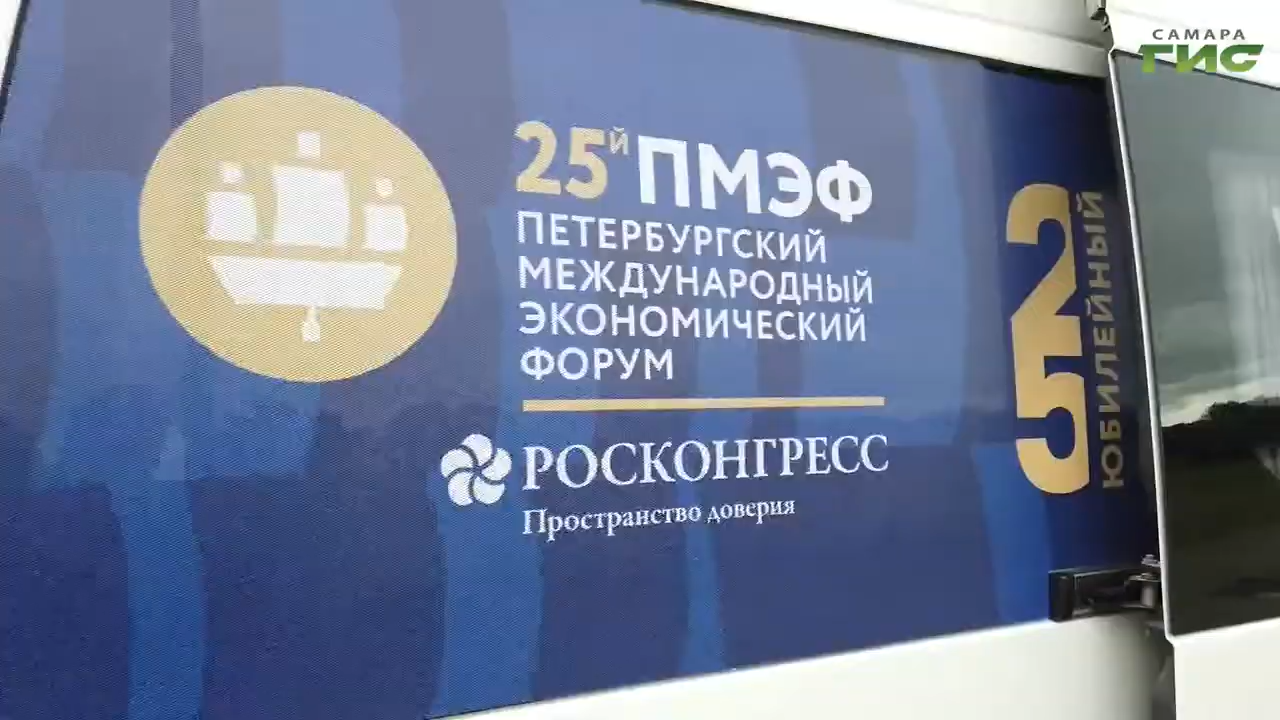 САМАРА
ГИС
25й ПМЭФ
ПЕТЕРБУРГСКИЙ
МЕЖДУНАРОДНЫЙ
ЭКОНОМИЧЕСКИЙ
ФОРУМ
РОСКОНГРЕСС
Пространство доверия
25
ЮБИЛЕЙНЫЙ